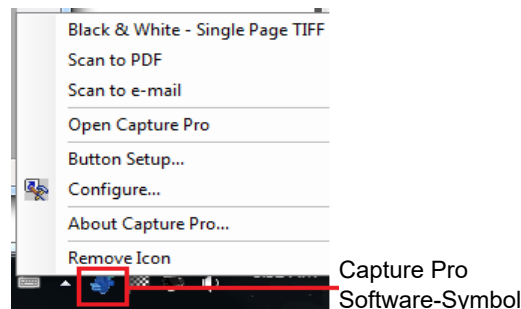 Black & White - Single Page TIFF
Scan to PDF
Scan to e-mail
Open Capture Pro
Button Setup...
Configure...
About Capture Pro...
Remove Icon
Capture Pro
Software-Symbol